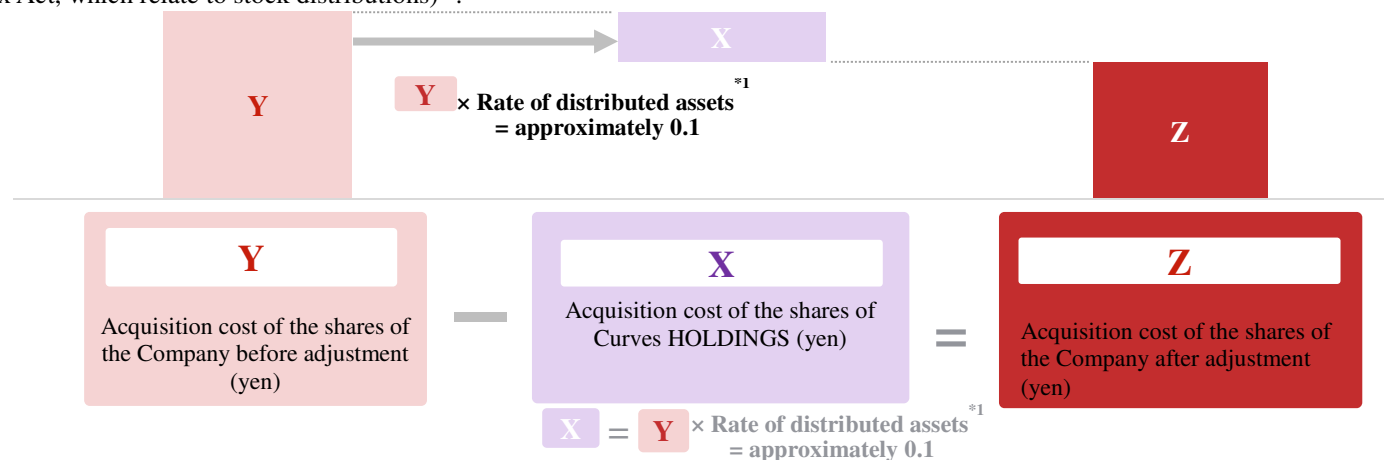 x Act, which relate to stock distributions)
X
Y
Y × Rate of distributed assets*1
= approximately 0.1
Z
Y
X
Z
Acquisition cost of the shares of
the Company before adjustment
(yen)
Acquisition cost of the shares of
Curves HOLDINGS (yen)
Acquisition cost of the shares of
the Company after adjustment
(yen)
X = Y × Rate of distributed assets*1
= approximately 0.1